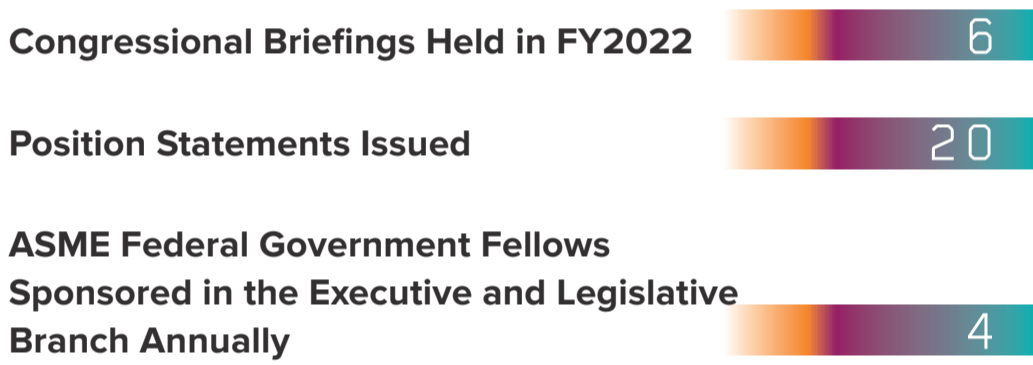 Congressional Briefings Held in FY2022 6
Position Statements Issued 20
ASME Federal Government Fellows
Sponsored in the Executive and Legislative
Branch Annually 4